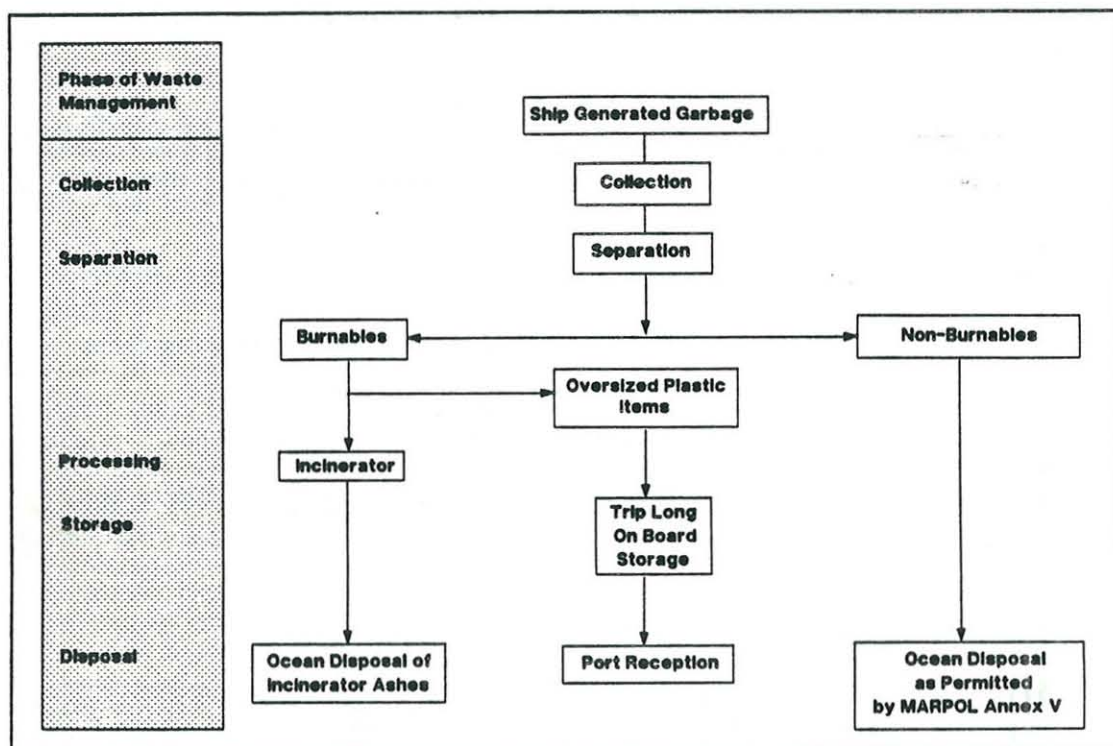 Phase of Waste
Management
Collection
Separation
Processing
Storage
Disposal
Ship Generated Garbage
Collection
Separation
Burnables
Non-Burnables
Oversized Plastic
Items
Incinerator
Trip Long
On Board
Storage
Ocean Disposal of
Incinerator Ashes
Port Reception
Ocean Disposal
as Permitted
by MARPOL Annex V